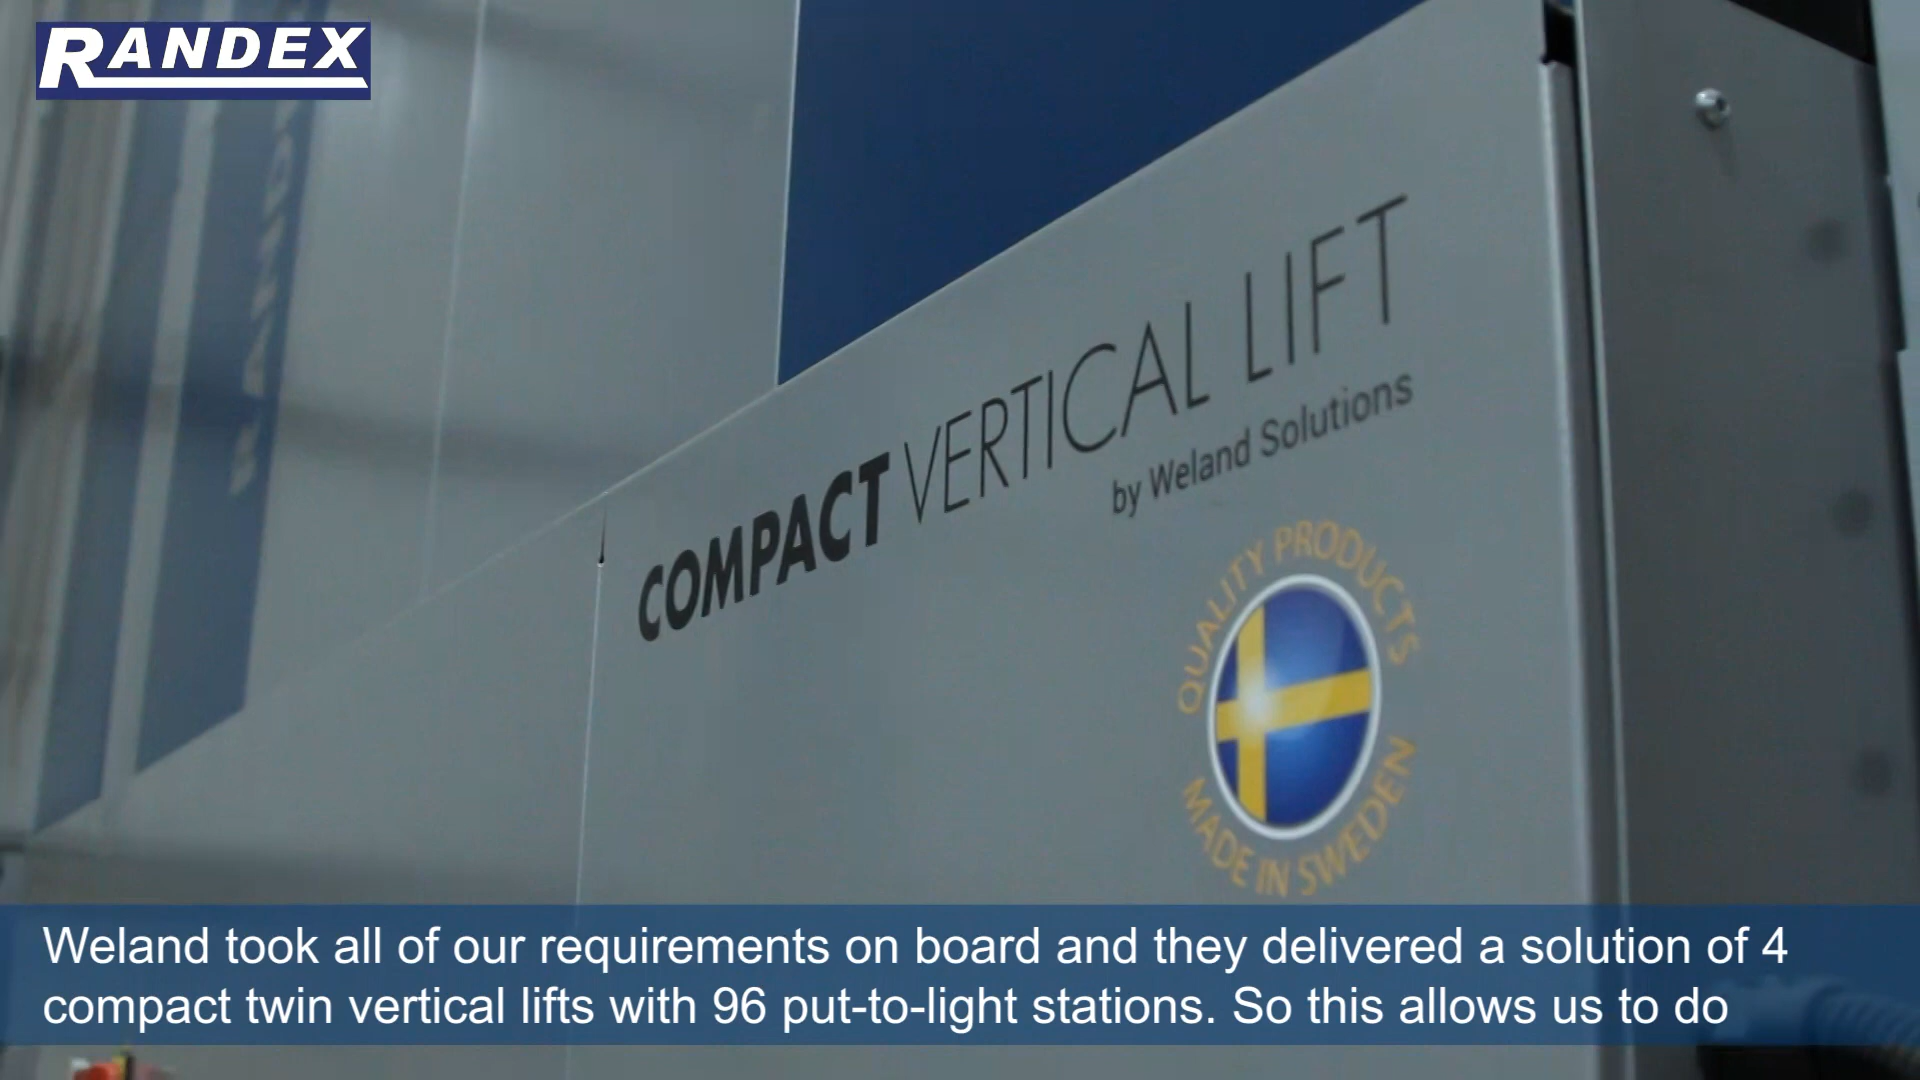 RANDEX
COMPACT VERTICAL LIFT
by Weland Solutions
QUALITY PRODUCTS
MADE IN SWEDEN
Weland took all of our requirements on board and they delivered a solution of 4
compact twin vertical lifts with 96 put-to-light stations. So this allows us to do